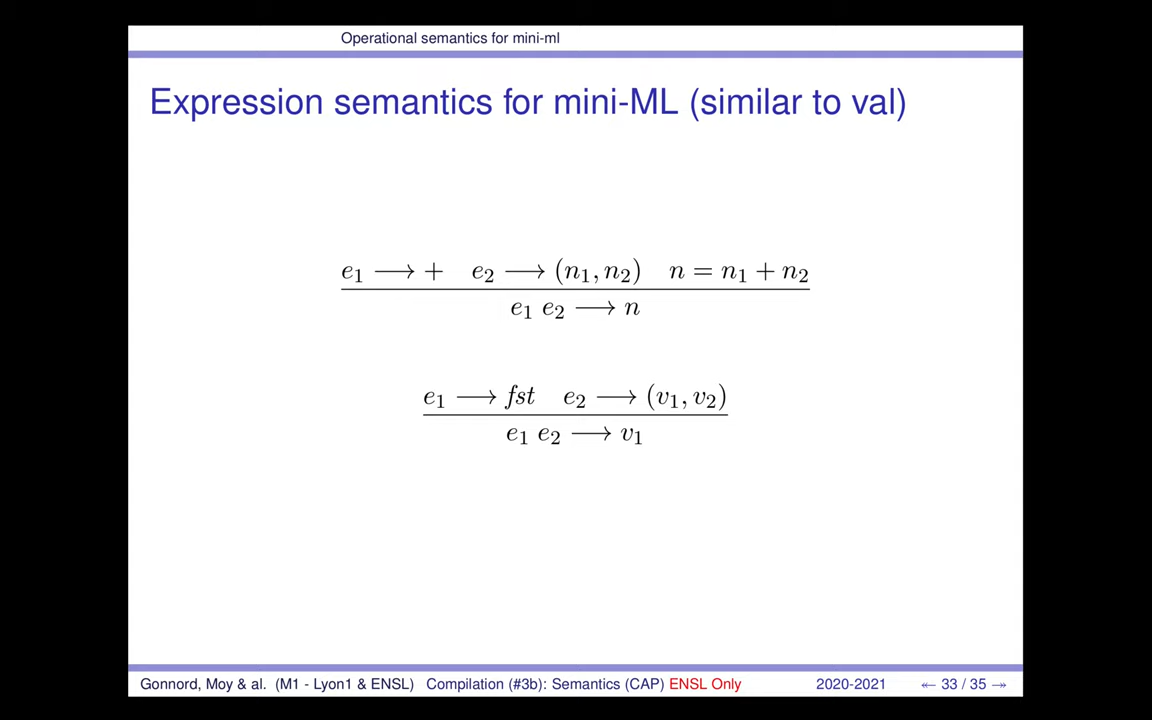 Operational semantics for mini-ml
Expression semantics for mini-ML (similar to val)
e₁ ⟶ + e₂ ⟶ (n₁, n₂) n = n₁ + n₂
e₁ e₂ ⟶ n
e₁ ⟶ fst e₂ ⟶ (v₁, v₂)
e₁ e₂ ⟶ v₁
Gonnord, Moy & al. (M1 - Lyon1 & ENSL) Compilation (#3b): Semantics (CAP) ENSL Only 2020-2021 ↞ 33 / 35 ↠